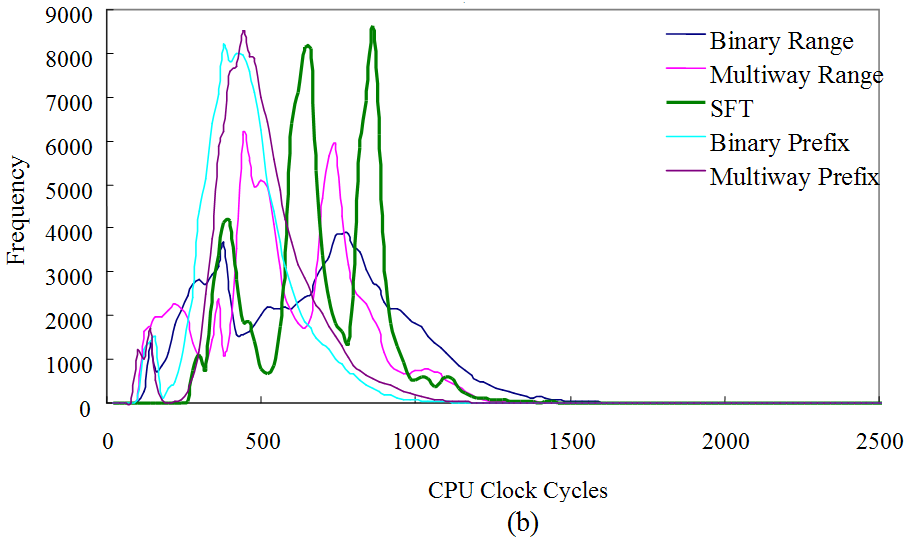 9000
8000
7000
6000
5000
4000
3000
2000
1000
0
Frequency
Binary Range
Multiway Range
SFT
Binary Prefix
Multiway Prefix
0 500 1000 1500 2000 2500
CPU Clock Cycles
(b)